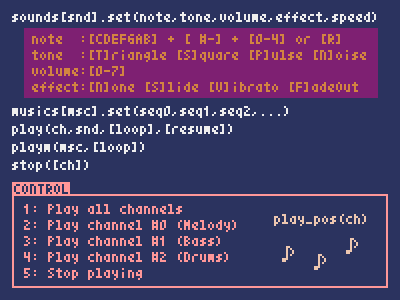 sounds[snd].set(note,tone,volume,effect,speed)
note  :[CDEFGAB] + [ #-] + [0-4] or [R]
tone  :[T]riangle [S]quare [P]ulse [N]oise
volume:[0-7]
effect:[N]one [S]lide [V]ibrato [F]adeOut
musics[msc].set(seq0,seq1,seq2,...)
play(ch,snd,[loop],[resume])
playm(msc,[loop])
stop([ch])
CONTROL
1: Play all channels
2: Play channel #0 (Melody)
3: Play channel #1 (Bass)
4: Play channel #2 (Drums)
5: Stop playing
play_pos(ch)